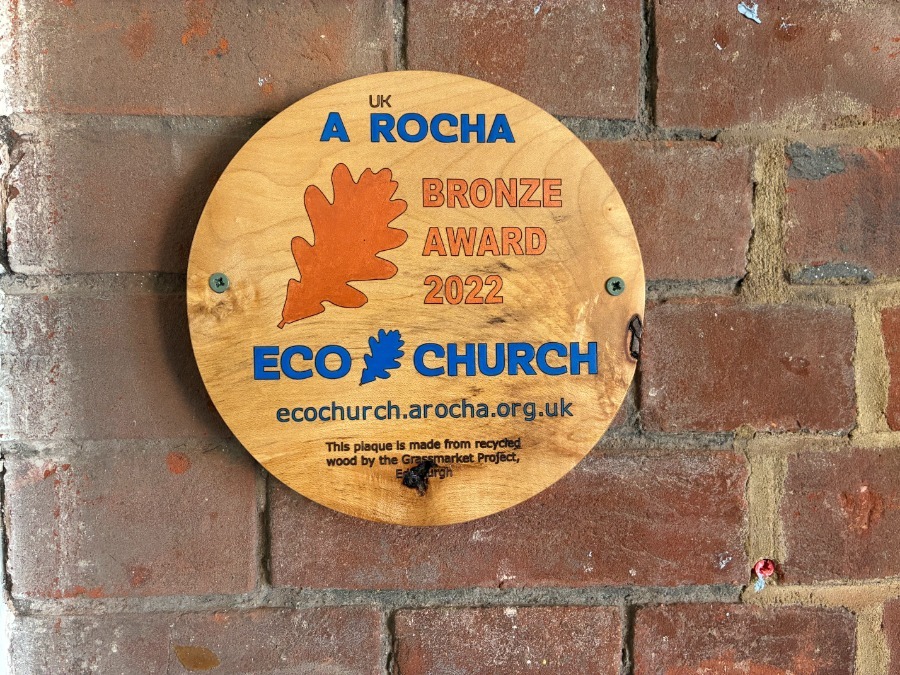 UK
A ROCHA
BRONZE
AWARD
2022
ECO CHURCH
ecochurch.arocha.org.uk
This plaque is made from recycled
wood by the Grassmarket Project,